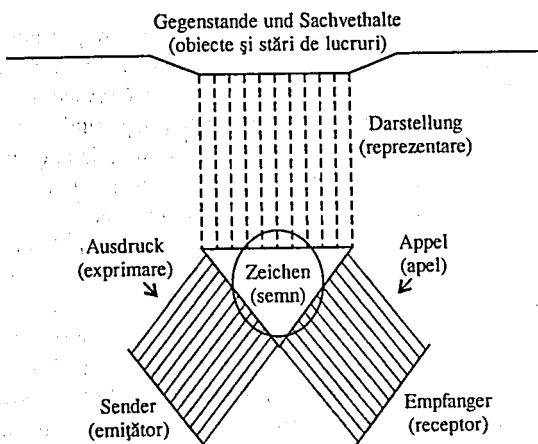 Gegenstande und Sachvethalte
(obiecte şi stări de lucruri)
Darstellung
(reprezentare)
Ausdruck
(exprimare)
Appel
(apel)
Zeichen
(semn)
Sender
(emiţător)
Empfanger
(receptor)